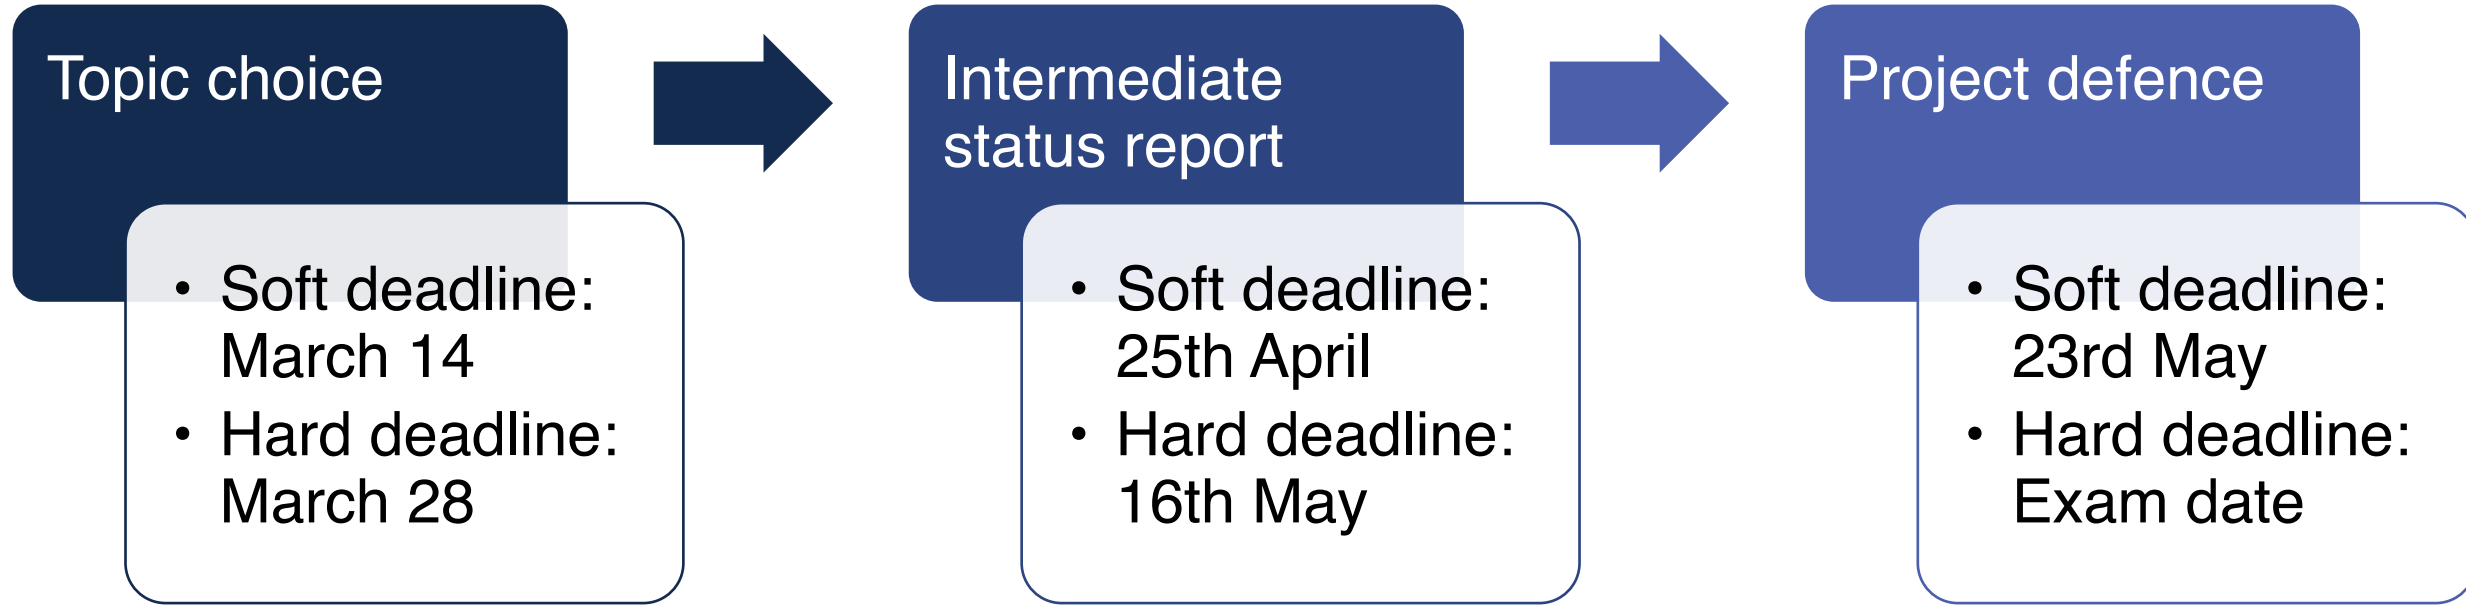 Topic choice
• Soft deadline:
March 14
• Hard deadline:
March 28
Intermediate
status report
• Soft deadline:
25th April
• Hard deadline:
16th May
Project defence
• Soft deadline:
23rd May
• Hard deadline:
Exam date